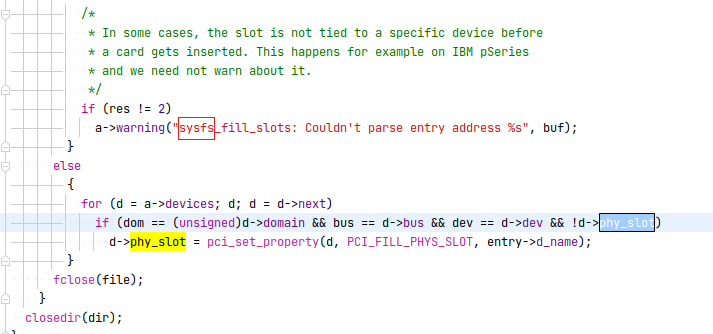 /*
* In some cases, the slot is not tied to a specific device before
* a card gets inserted. This happens for example on IBM pSeries
* and we need not warn about it.
*/
if (res != 2)
a->warning("sysfs_fill_slots: Couldn't parse entry address %s", buf);
}
else
{
for (d = a->devices; d; d = d->next)
if (dom == (unsigned)d->domain && bus == d->bus && dev == d->dev && !d->phy_slot)
d->phy_slot = pci_set_property(d, PCI_FILL_PHYS_SLOT, entry->d_name);
}
fclose(file);
}
closedir(dir);